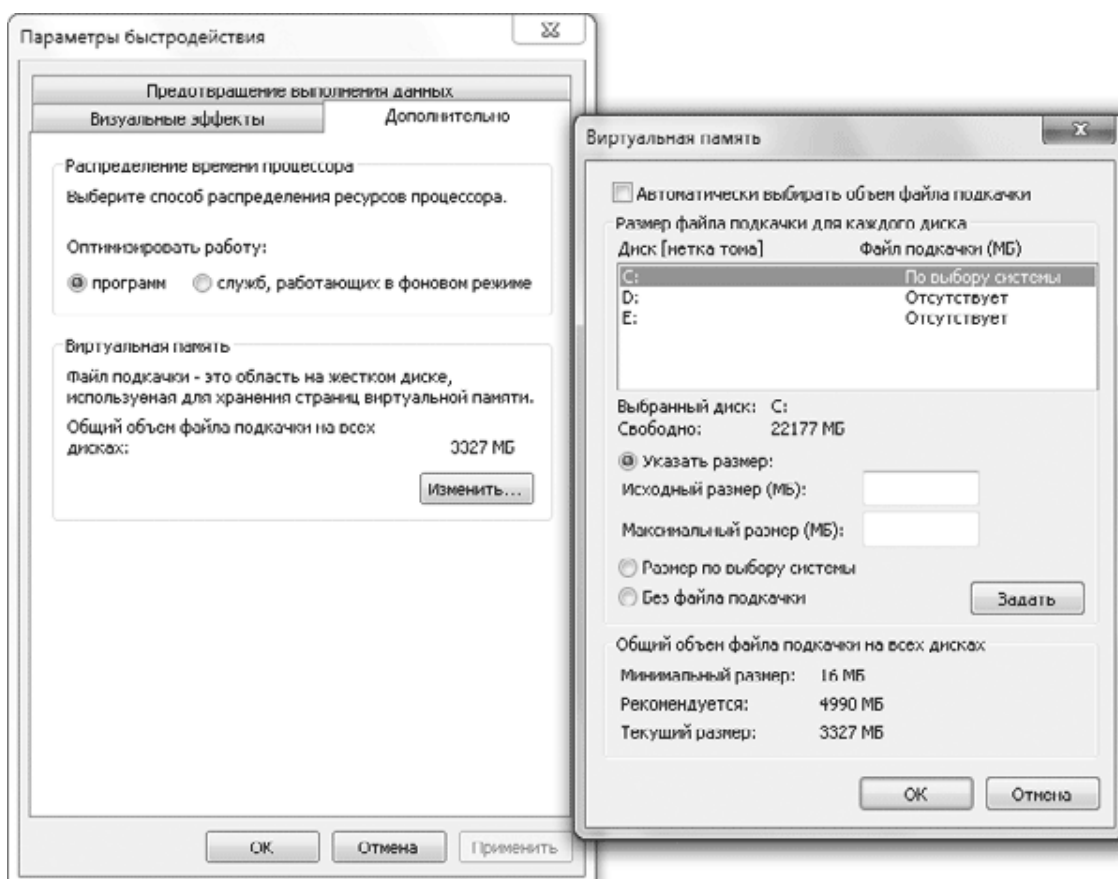 Параметры быстродействия
Предотвращение выполнения данных
Визуальные эффекты
Дополнительно
Распределение времени процессора
Выберите способ распределения ресурсов процессора.
Оптимизировать работу:
программ
служб, работающих в фоновом режиме
Виртуальная память
Файл подкачки - это область на жестком диске,
используемая для хранения страниц виртуальной памяти.
Общий объем файла подкачки на всех
дисках: 3327 МБ
Изменить...
ОК
Отмена
Применить
Виртуальная память
Автоматически выбирать объем файла подкачки
Размер файла подкачки для каждого диска
Диск [метка тома] Файл подкачки (МБ)
C: По выбору системы
D: Отсутствует
E: Отсутствует
Выбранный диск: C:
Свободно: 22177 МБ
Указать размер:
Исходный размер (МБ):
Максимальный размер (МБ):
Размер по выбору системы
Без файла подкачки
Задать
Общий объем файла подкачки на всех дисках
Минимальный размер: 16 МБ
Рекомендуется: 4990 МБ
Текущий размер: 3327 МБ
ОК
Отмена